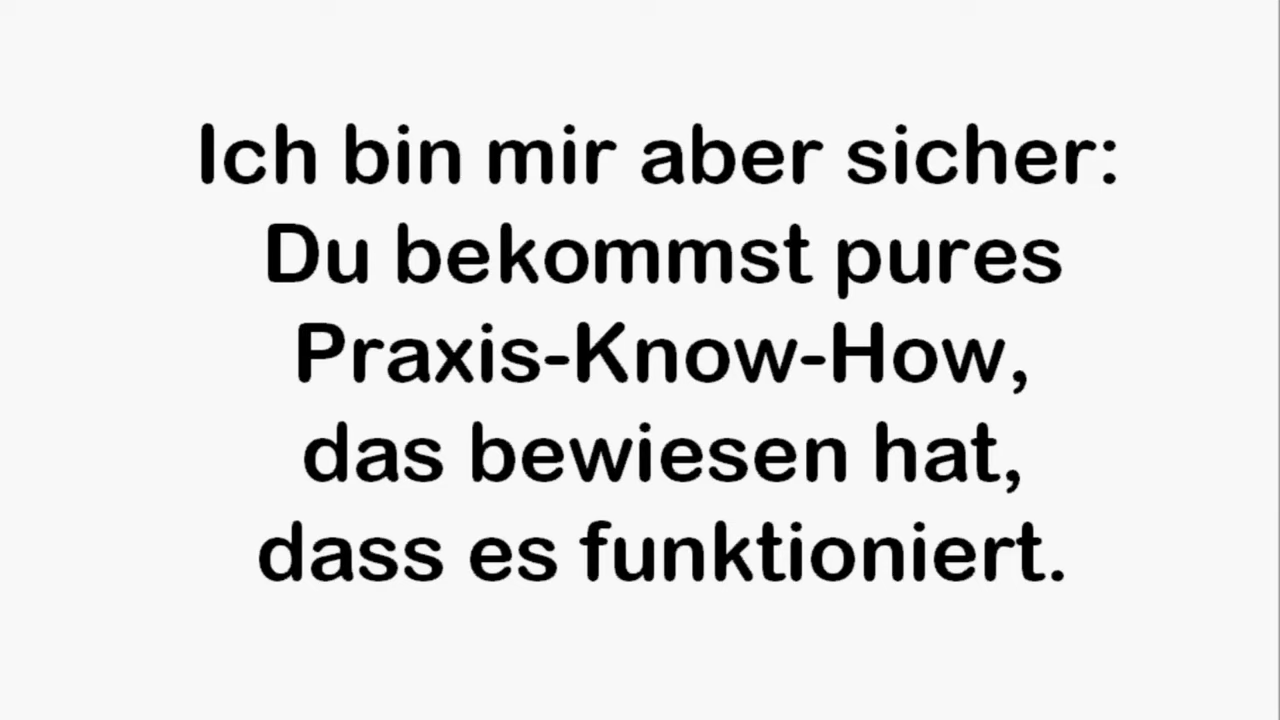 Ich bin mir aber sicher:
Du bekommst pures
Praxis-Know-How,
das bewiesen hat,
dass es funktioniert.